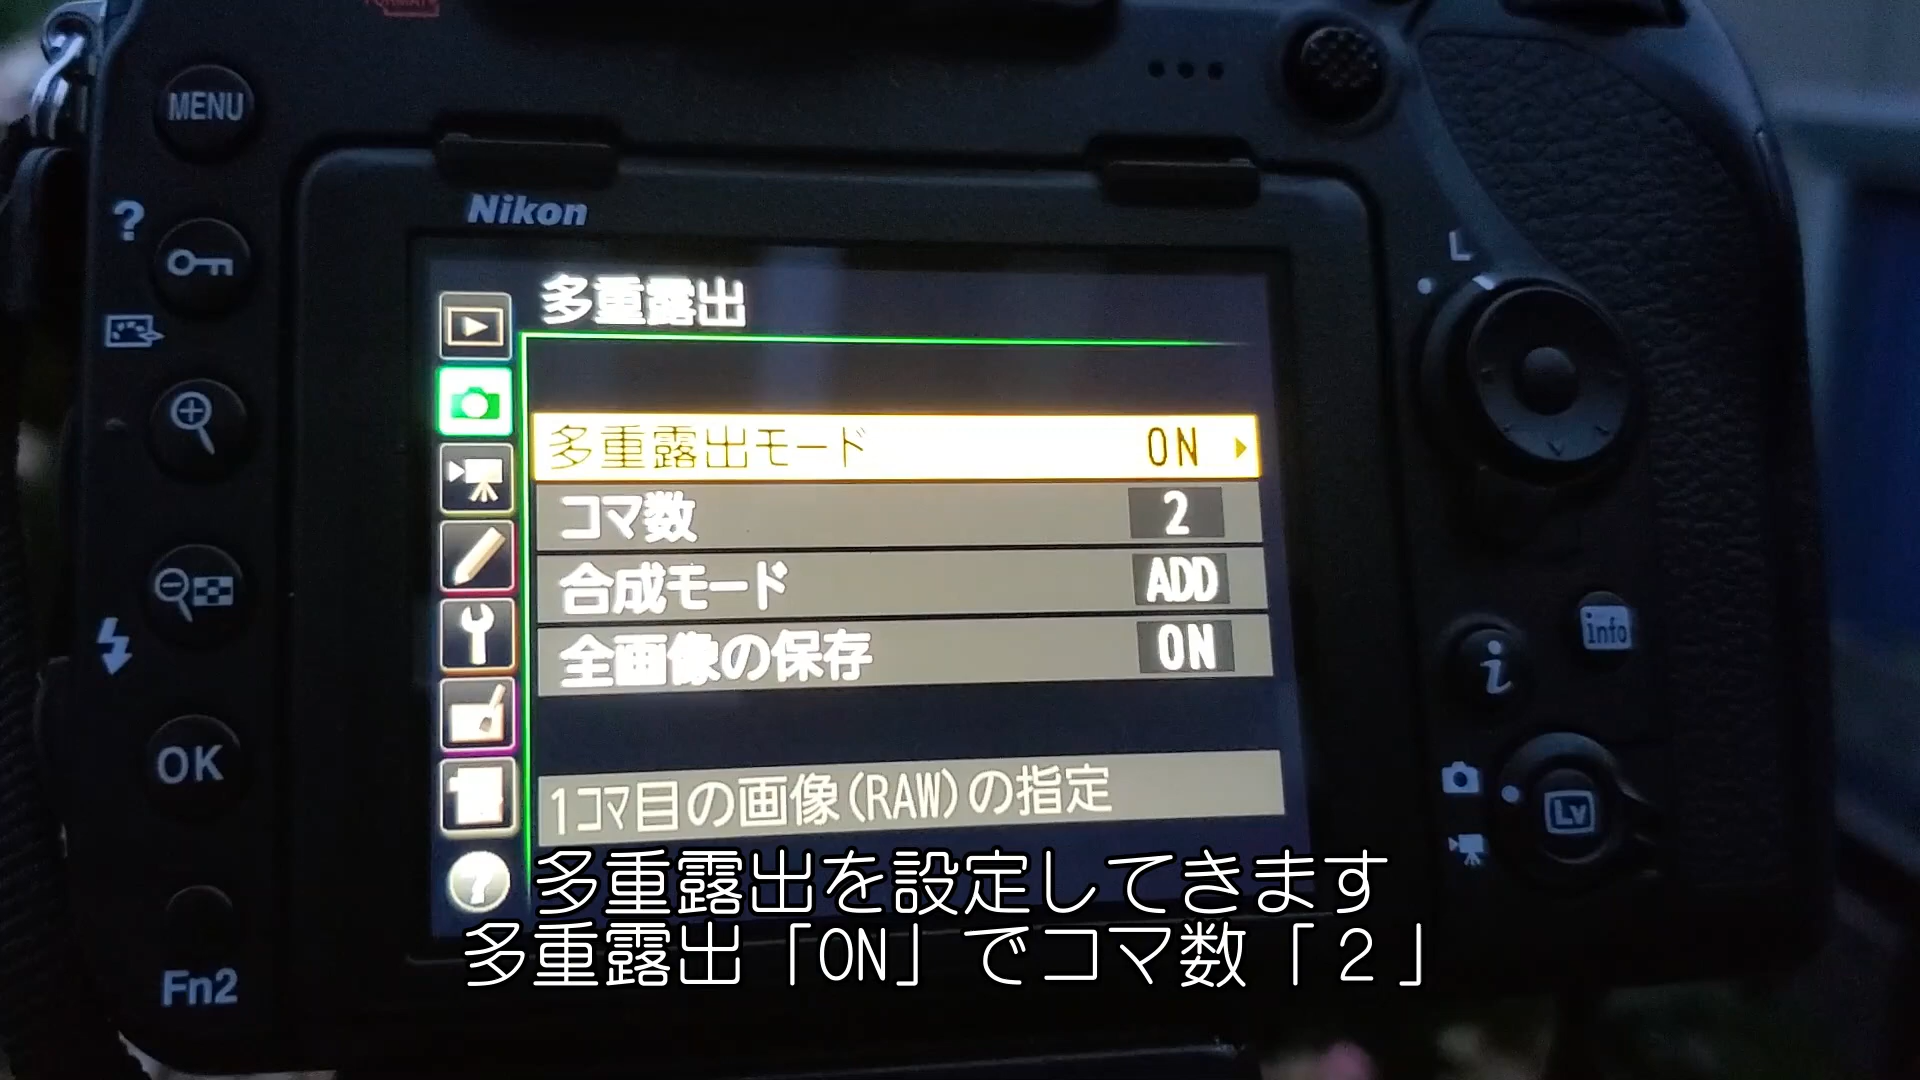 MENU
Nikon
?
L
多重露出
多重露出モード ON
コマ数 2
合成モード ADD
全画像の保存 ON
1コマ目の画像(RAW)の指定
?
i
info
OK
Lv
Fn2
多重露出を設定してきます
多重露出「ON」でコマ数「2」